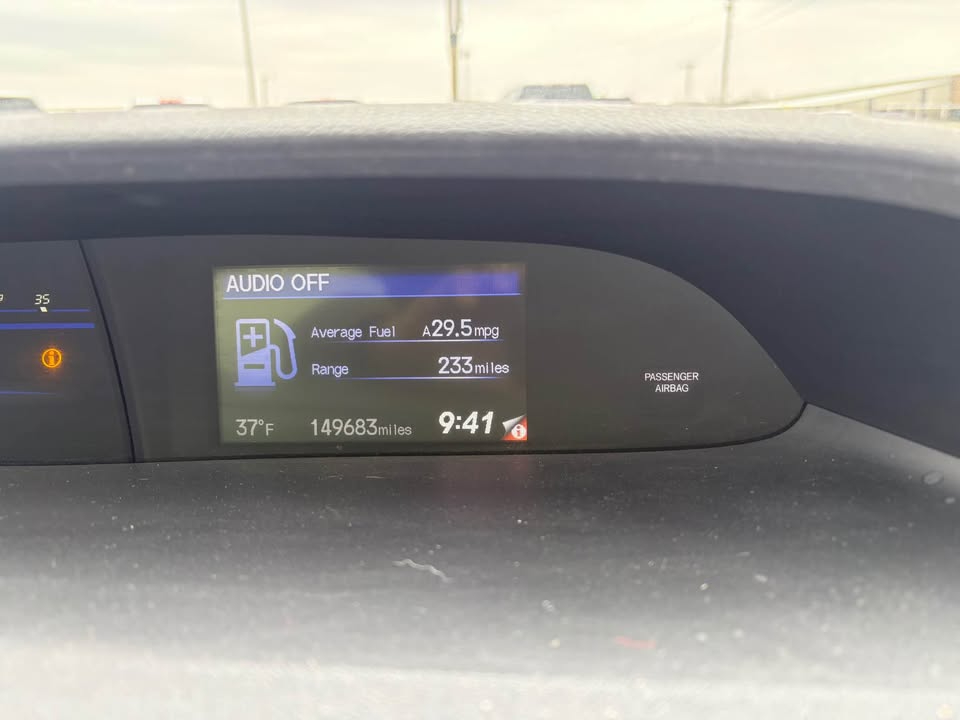 AUDIO OFF
35
Average Fuel A29.5mpg
Range 233miles
PASSENGER
AIRBAG
37°F 149683miles 9:41